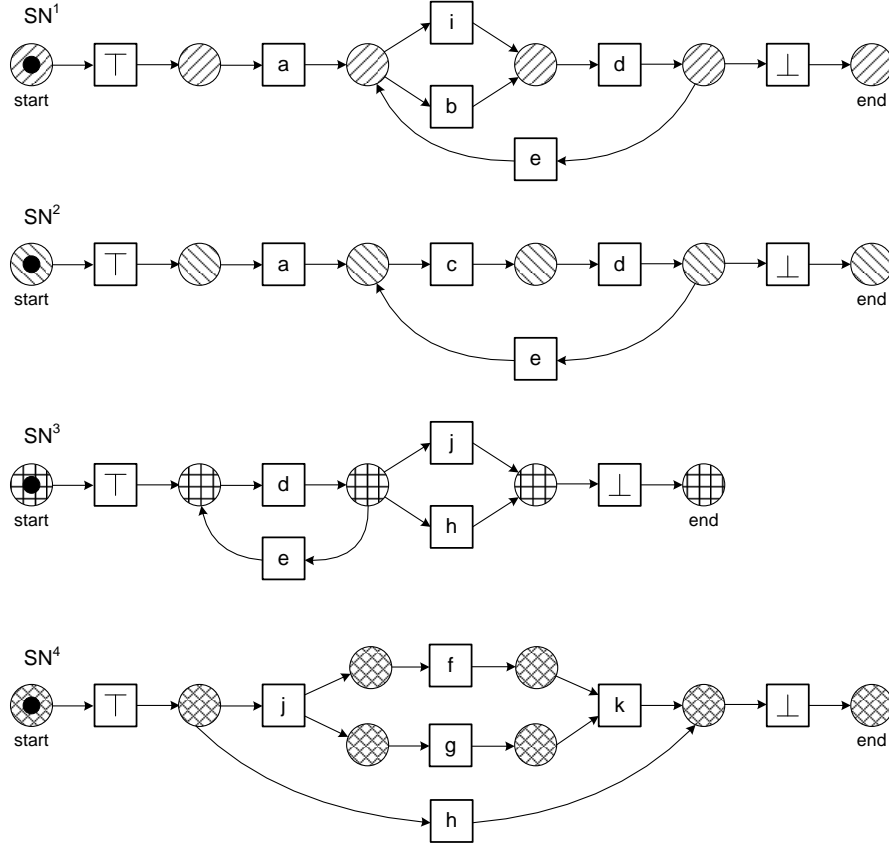 SN¹
i
⊤ a d ⊥
b
start end
e
SN²
⊤ a c d ⊥
start end
e
SN³
j
⊤ d ⊥
start h end
e
SN⁴
f
⊤ j k ⊥
start g end
h